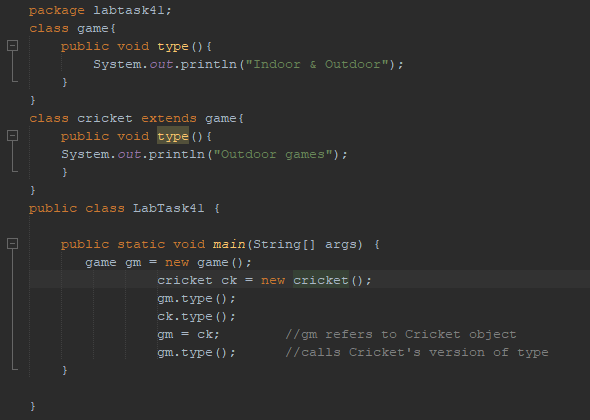 package labtask41;
class game{
public void type(){
System.out.println("Indoor & Outdoor");
}
}
class cricket extends game{
public void type(){
System.out.println("Outdoor games");
}
}
public class LabTask41 {
public static void main(String[] args) {
game gm = new game();
cricket ck = new cricket();
gm.type();
ck.type();
gm = ck; //gm refers to Cricket object
gm.type(); //calls Cricket's version of type
}
}